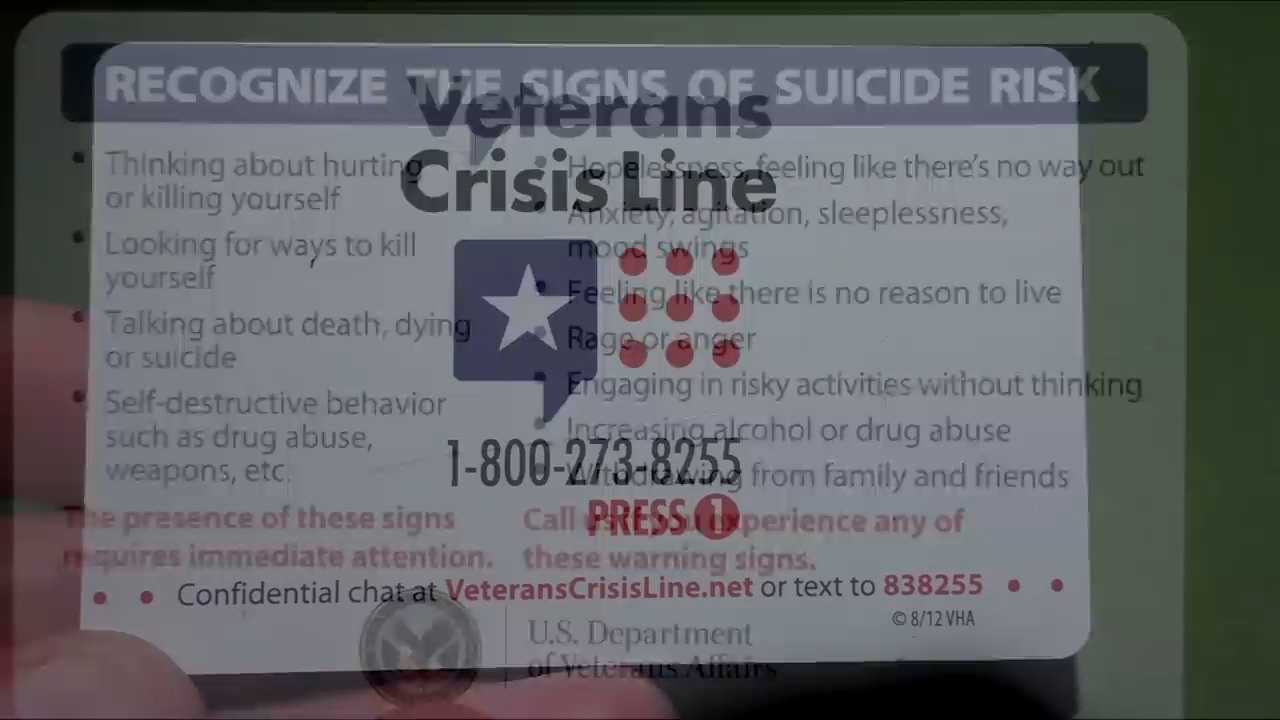 RECOGNIZE THE SIGNS OF SUICIDE RISK
Thinking about hurting
or killing yourself
Looking for ways to kill
yourself
Talking about death, dying
or suicide
Self-destructive behavior
such as drug abuse,
weapons, etc.
Hopelessness, feeling like there's no way out
Anxiety, agitation, sleeplessness,
mood swings
Feeling like there is no reason to live
Rage or anger
Engaging in risky activities without thinking
Increasing alcohol or drug abuse
Withdrawing from family and friends
The presence of these signs
requires immediate attention.
Call us if you experience any of
these warning signs.
Veterans
Crisis Line
1-800-273-8255
PRESS 1
Confidential chat at VeteransCrisisLine.net or text to 838255
© 8/12 VHA
U.S. Department
of Veterans Affairs